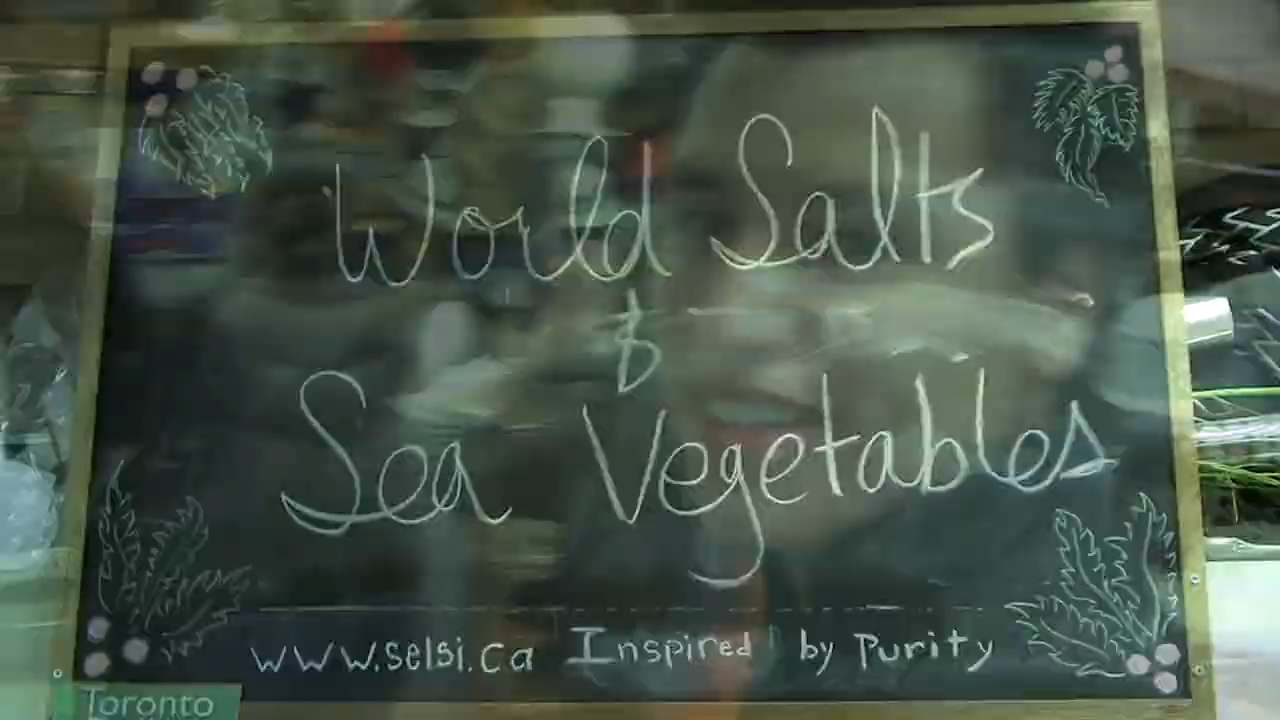 World Salts
&
Sea Vegetables
www.selsi.ca Inspired by Purity
Toronto